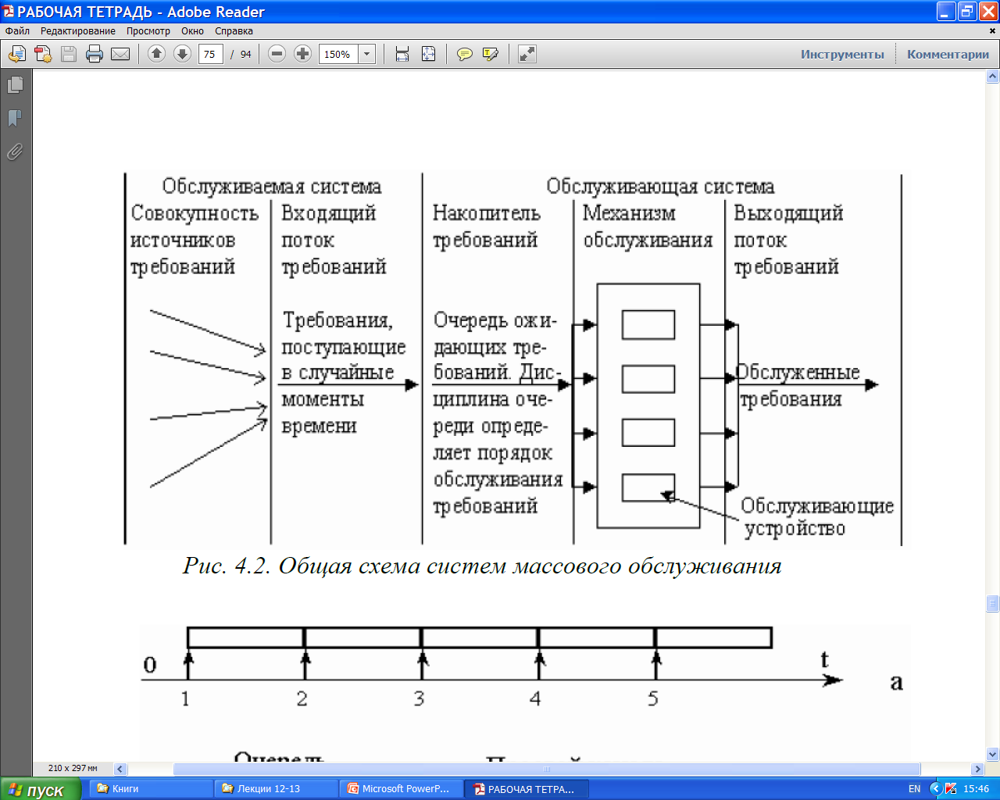 РАБОЧАЯ ТЕТРАДЬ - Adobe Reader
Файл Редактирование Просмотр Окно Справка
75 / 94 150% Инструменты Комментарии
Обслуживаемая система
Обслуживающая система
Совокупность
источников
требований
Входящий
поток
требований
Накопитель
требований
Механизм
обслуживания
Выходящий
поток
требований
Требования,
поступающие
в случайные
моменты
времени
Очередь ожи-
дающих тре-
бований. Дис-
циплина оче-
реди опреде-
ляет порядок
обслуживания
требований
Обслуженные
требования
Обслуживающие
устройство
Рис. 4.2. Общая схема систем массового обслуживания
0 t
a
1 2 3 4 5
Очередь
210 x 297 мм
пуск Книги Лекции 12-13 Microsoft PowerP... РАБОЧАЯ ТЕТРА... EN 15:46